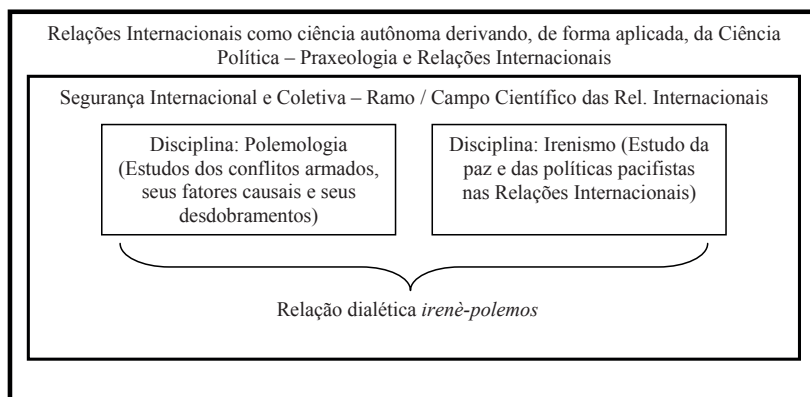 Relações Internacionais como ciência autônoma derivando, de forma aplicada, da Ciência
Política – Praxeologia e Relações Internacionais
Segurança Internacional e Coletiva – Ramo / Campo Científico das Rel. Internacionais
Disciplina: Polemologia
(Estudos dos conflitos armados,
seus fatores causais e seus
desdobramentos)
Disciplina: Irenismo (Estudo da
paz e das políticas pacifistas
nas Relações Internacionais)
Relação dialética irenè-polemos